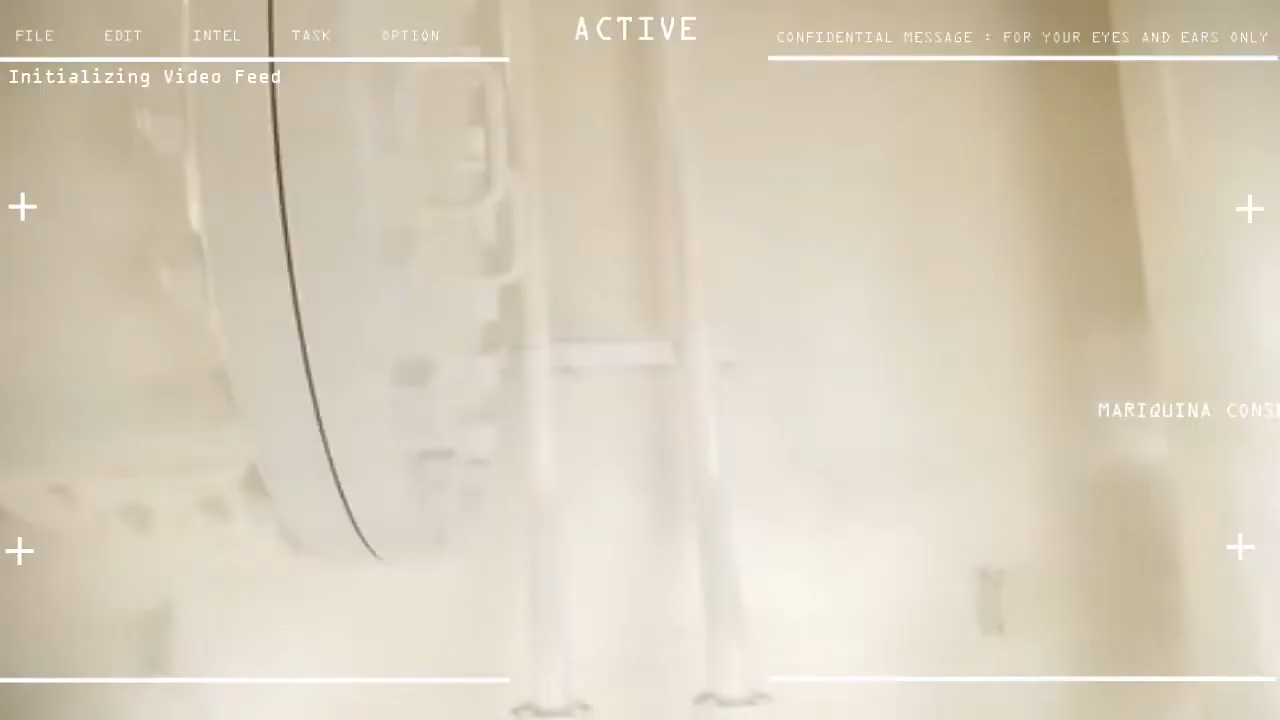 FILE EDIT INTEL TASK OPTION
ACTIVE
CONFIDENTIAL MESSAGE : FOR YOUR EYES AND EARS ONLY
Initializing Video Feed
MARIQUINA